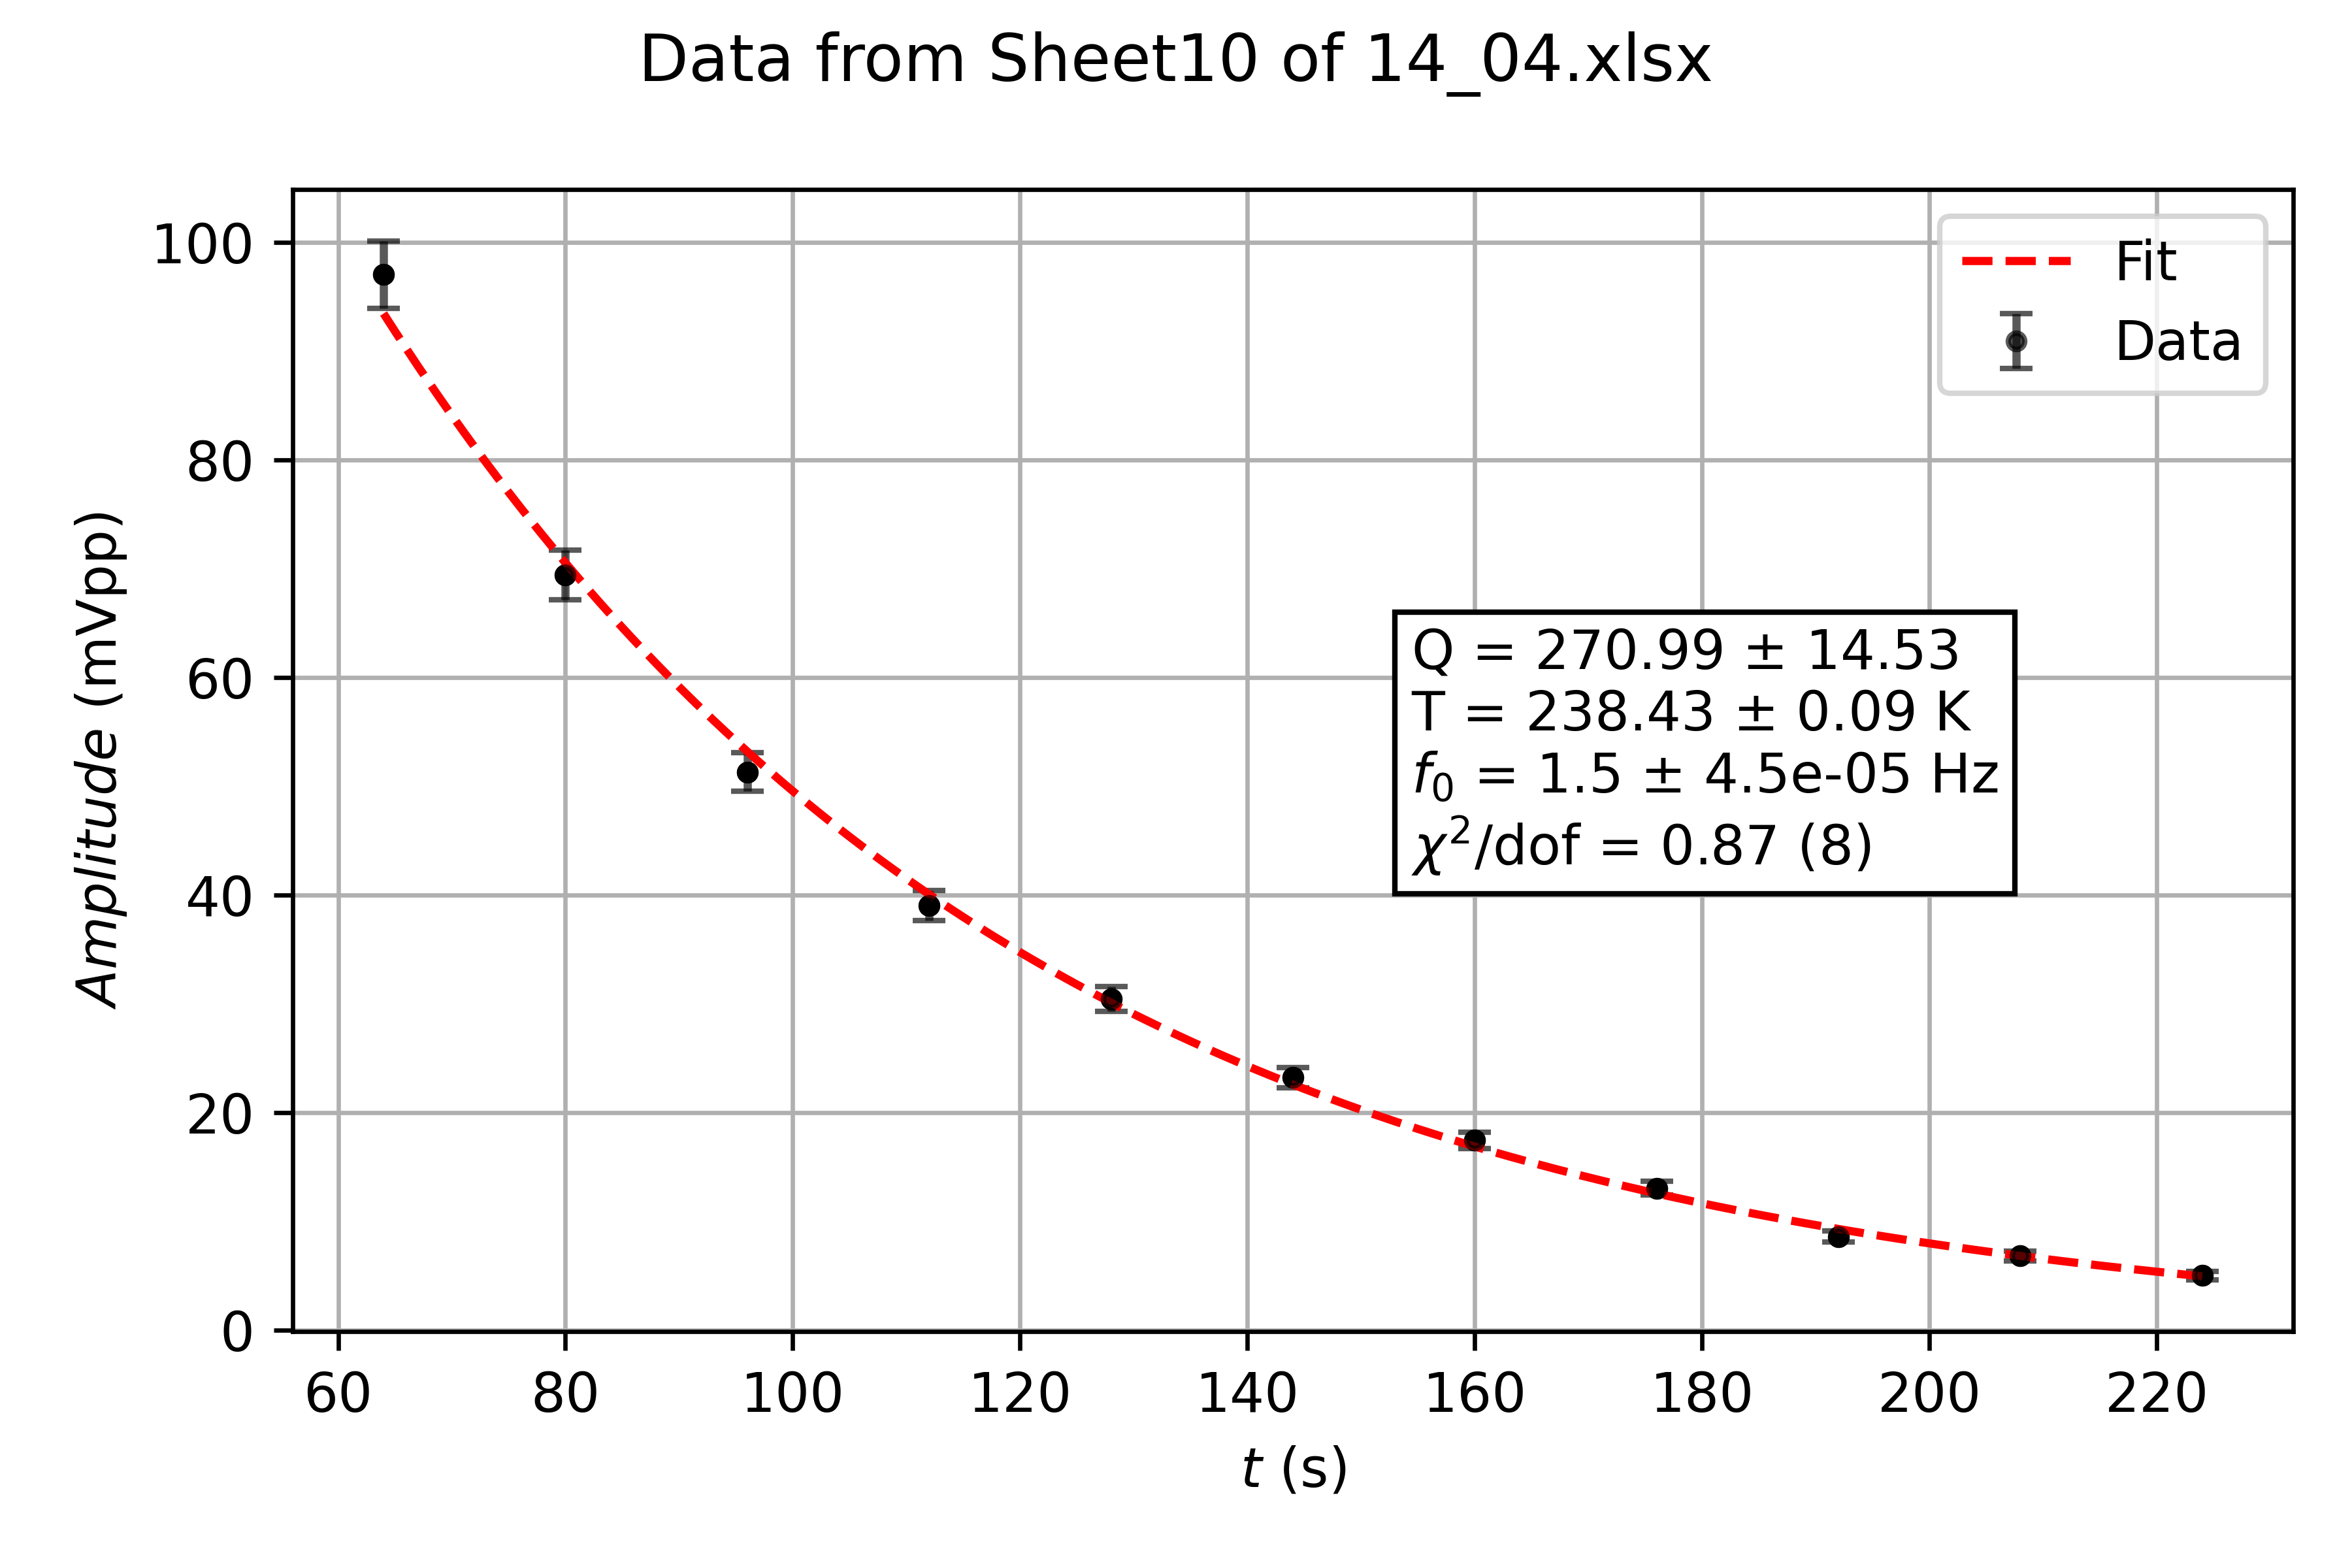 Data from Sheet10 of 14_04.xlsx
100
80
60
40
20
0
Amplitude (mVpp)
Fit
Data
Q = 270.99 ± 14.53
T = 238.43 ± 0.09 K
f₀ = 1.5 ± 4.5e-05 Hz
χ²/dof = 0.87 (8)
60 80 100 120 140 160 180 200 220
t (s)